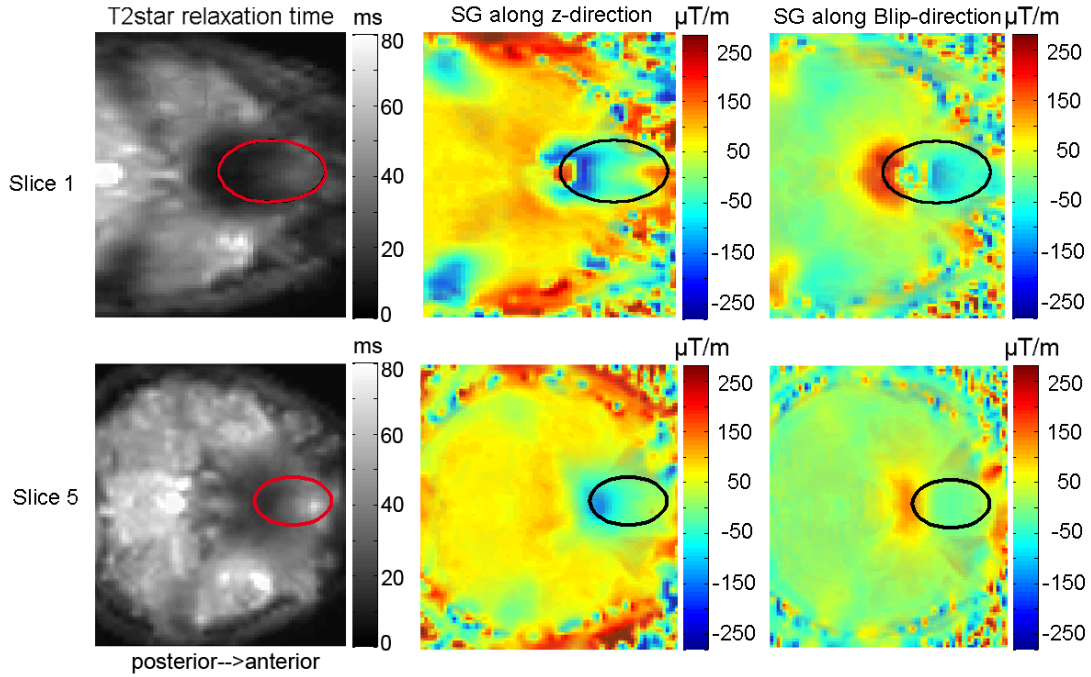 T2star relaxation time
ms
SG along z-direction
µT/m
SG along Blip-direction
µT/m
80
60
40
20
0
250
150
50
-50
-150
-250
250
150
50
-50
-150
-250
Slice 1
ms
µT/m
µT/m
80
60
40
20
0
250
150
50
-50
-150
-250
250
150
50
-50
-150
-250
Slice 5
posterior-->anterior